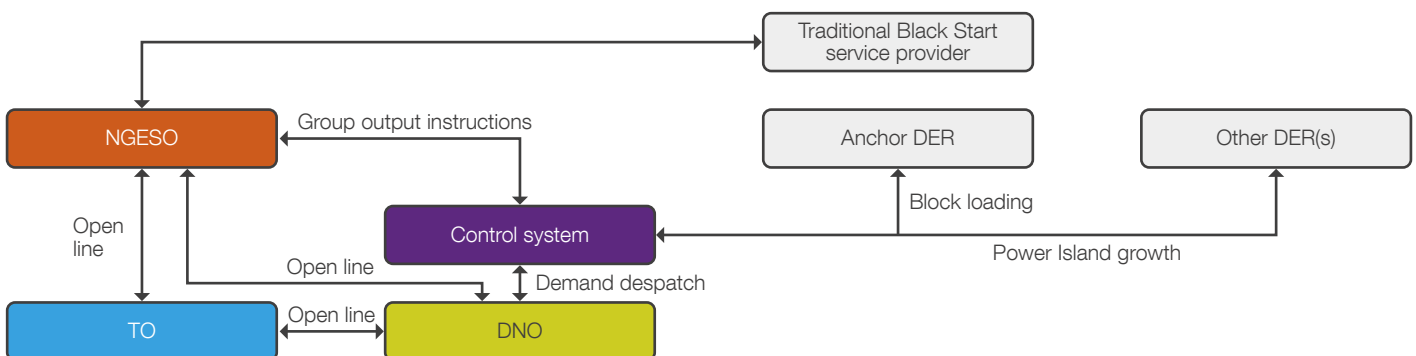 Traditional Black Start
service provider
NGESO
Group output instructions
Anchor DER
Other DER(s)
Block loading
Open
line
Control system
Power Island growth
Open line
Demand despatch
TO
Open line
DNO